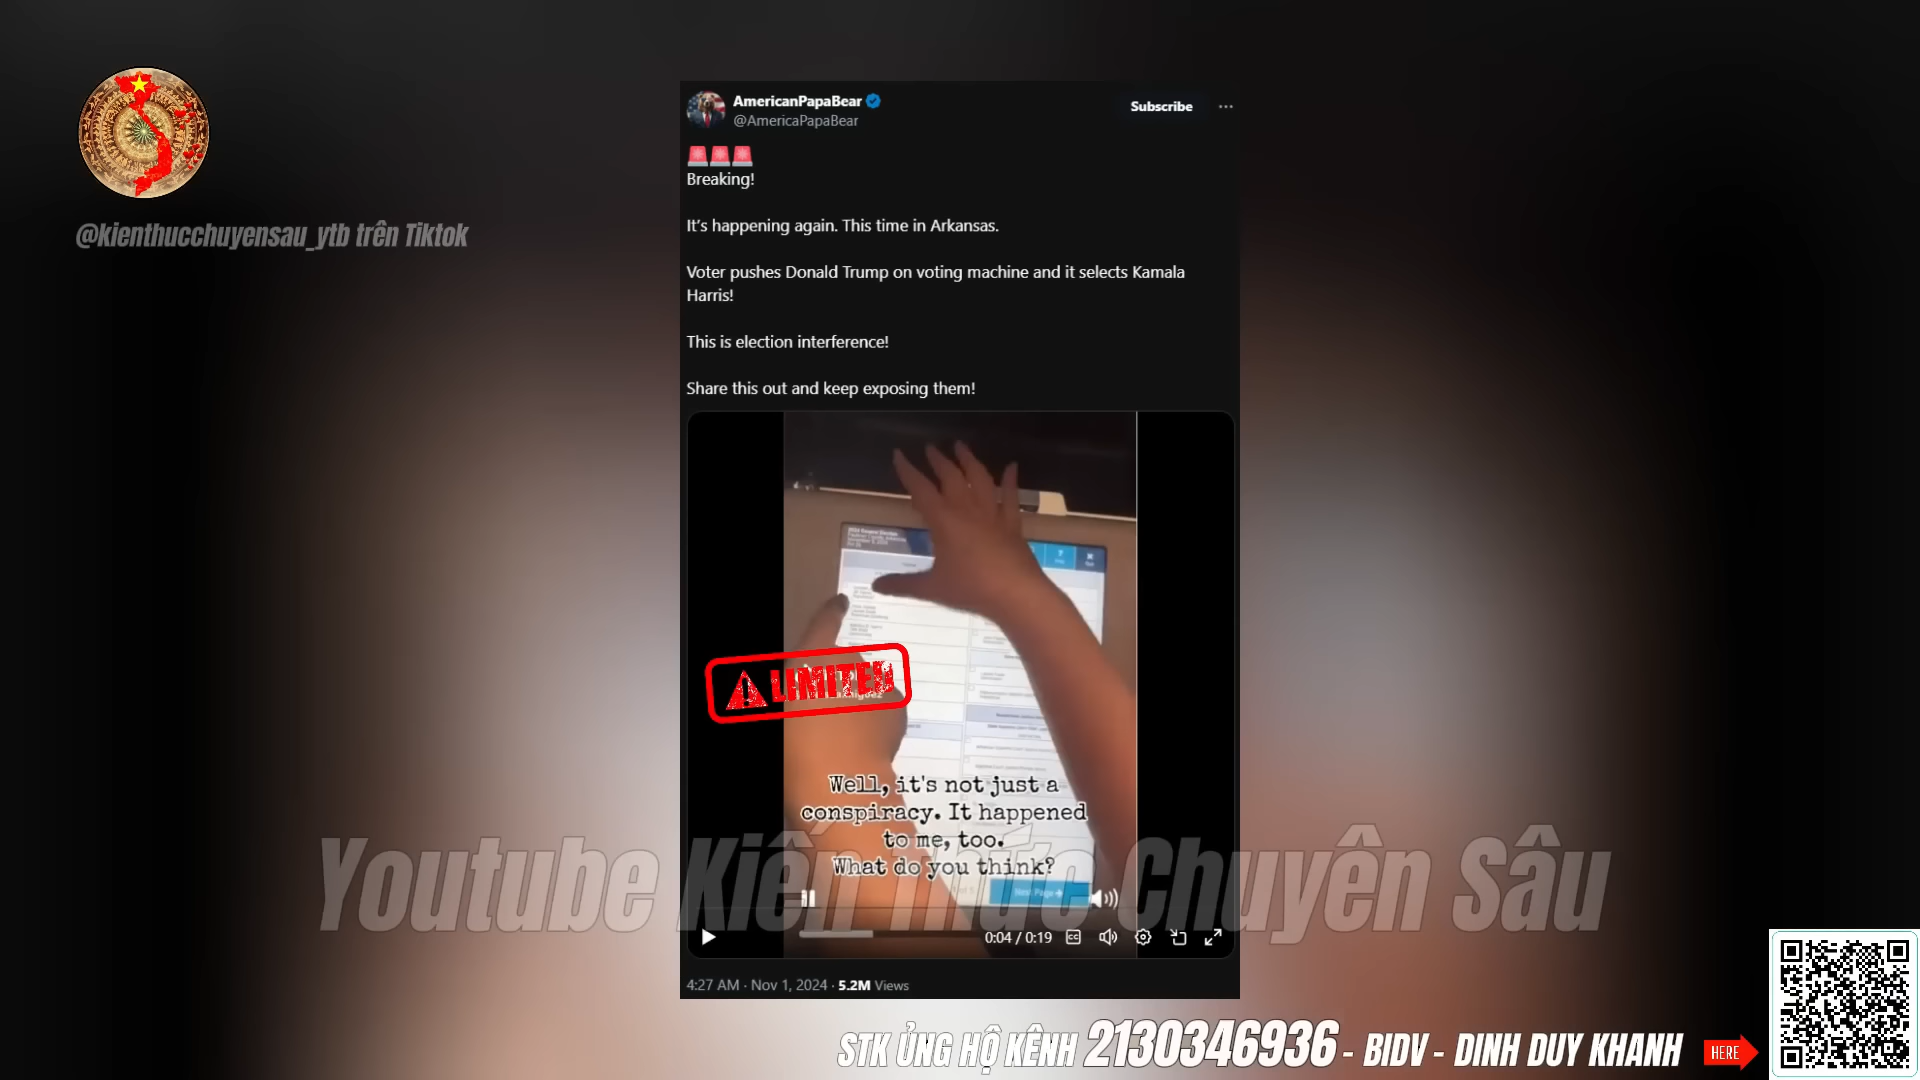 AmericanPapaBear
@AmericaPapaBear
Subscribe
Breaking!
It's happening again. This time in Arkansas.
Voter pushes Donald Trump on voting machine and it selects Kamala
Harris!
This is election interference!
Share this out and keep exposing them!
@kienthucchuyensau_ytb trên Tiktok
LIMITED
Well, it's not just a
conspiracy. It happened
to me, too.
What do you think?
Next Page
Youtube Kiến Thức Chuyên Sâu
0:04 / 0:19
CC
4:27 AM · Nov 1, 2024 · 5.2M Views
STK ỦNG HỘ KÊNH 2130346936 - BIDV - DINH DUY KHANH
HERE